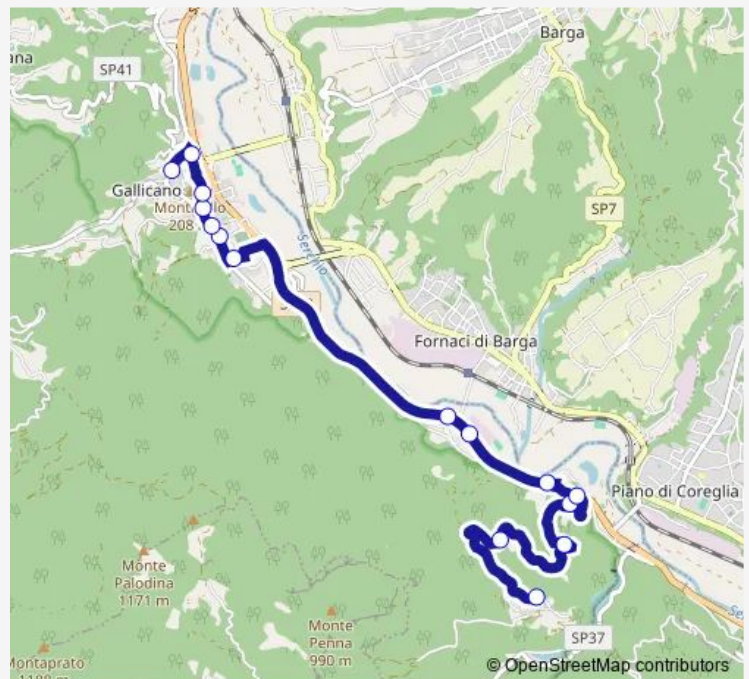 Barga
ana
SP41
Gallicano
208
SP7
Serchio
Fornaci di Barga
Piano di Coreglia
Monte
Palodina
1171 m
Monte
Penna
990 m
SP37
Montaprato
© OpenStreetMap contributors